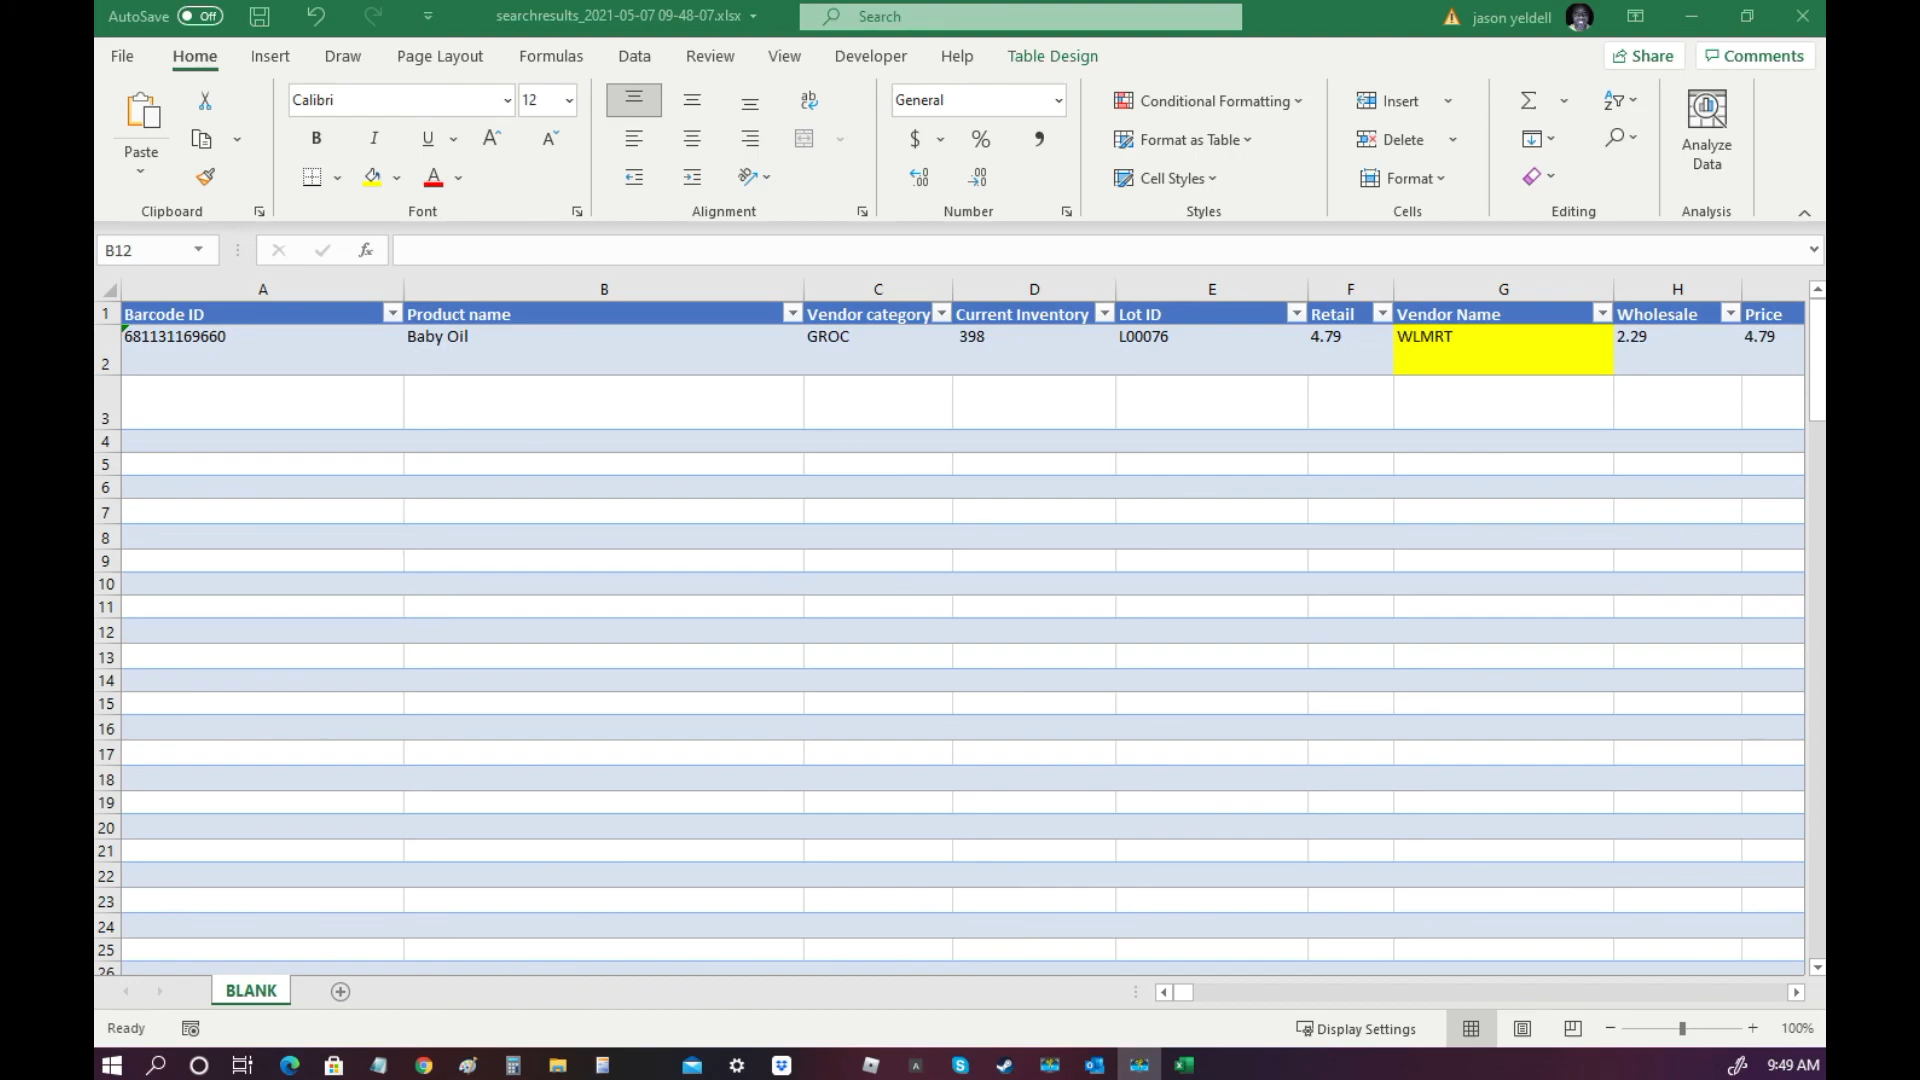 AutoSave Off searchresults_2021-05-07 09-48-07.xlsx Search jason yeldell
File Home Insert Draw Page Layout Formulas Data Review View Developer Help Table Design Share Comments
Calibri 12 ab General Conditional Formatting Insert
Paste B I U A A $ % , Format as Table Delete Analyze Data
A Cell Styles Format
Clipboard Font Alignment Number Styles Cells Editing Analysis
B12 fx
A B C D E F G H
1 Barcode ID Product name Vendor category Current Inventory Lot ID Retail Vendor Name Wholesale Price
2 681131169660 Baby Oil GROC 398 L00076 4.79 WLMRT 2.29 4.79
3
4
5
6
7
8
9
10
11
12
13
14
15
16
17
18
19
20
21
22
23
24
25
26
BLANK
Ready Display Settings 100%
9:49 AM